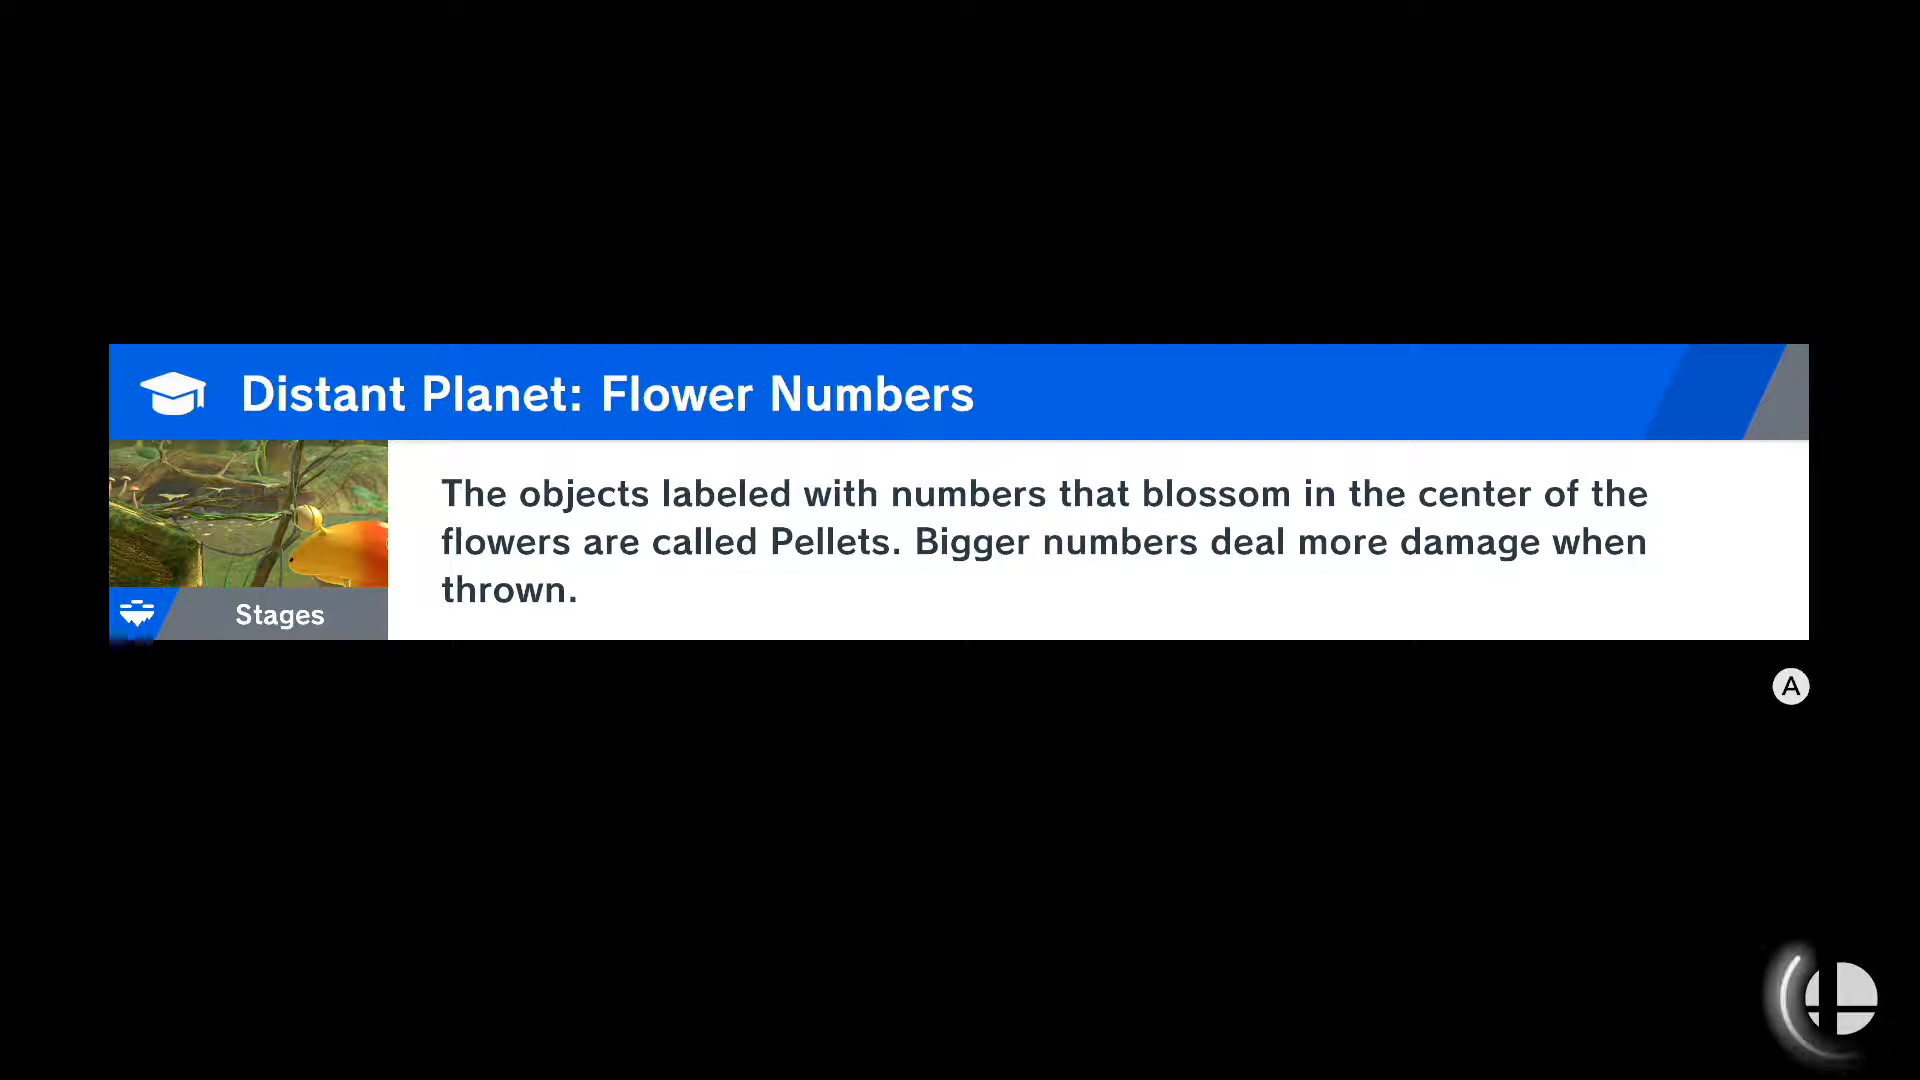 Distant Planet: Flower Numbers
The objects labeled with numbers that blossom in the center of the
flowers are called Pellets. Bigger numbers deal more damage when
thrown.
Stages
A